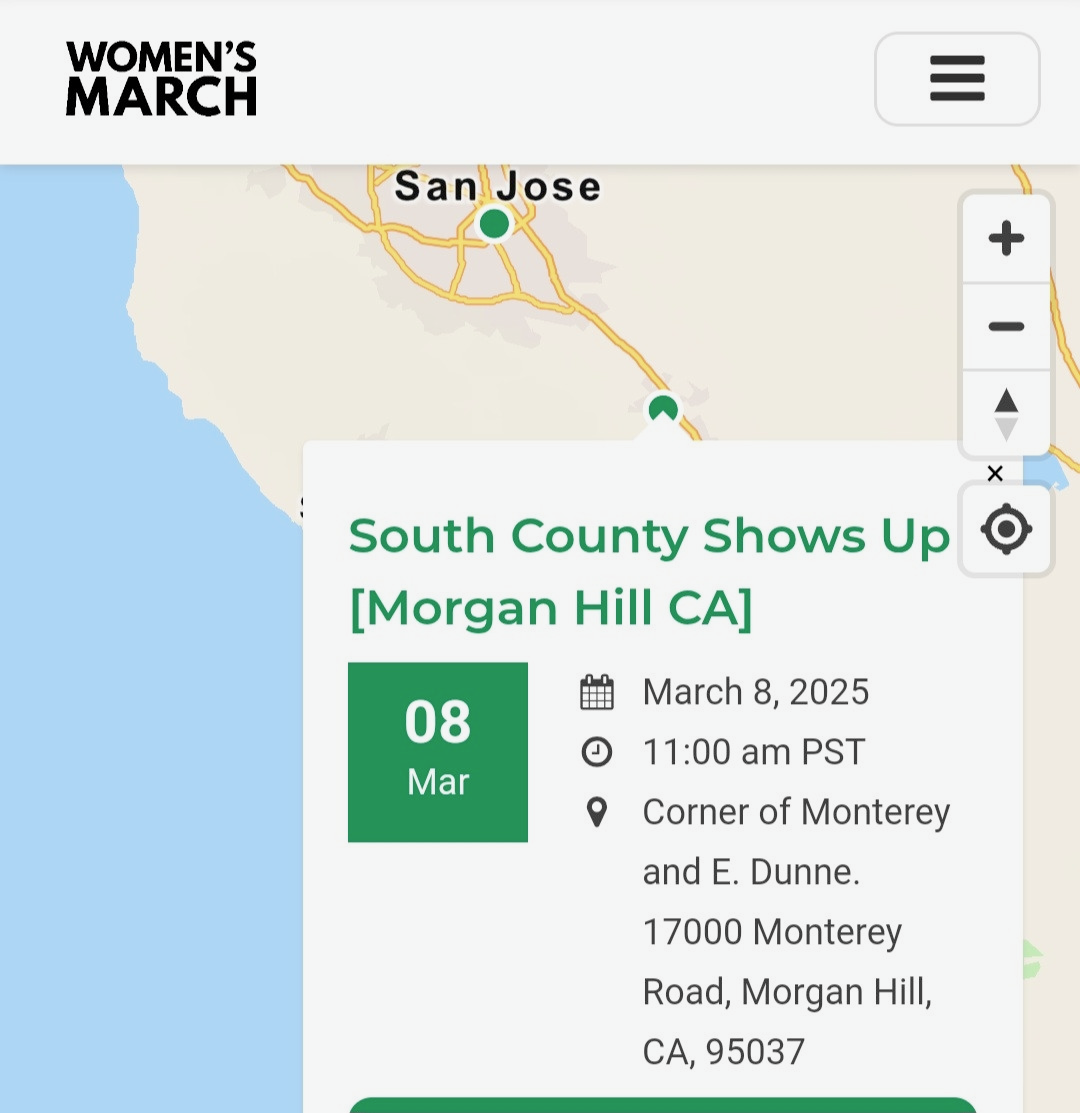 WOMEN'S
MARCH
San Jose
South County Shows Up
[Morgan Hill CA]
08
Mar
March 8, 2025
11:00 am PST
Corner of Monterey
and E. Dunne.
17000 Monterey
Road, Morgan Hill,
CA, 95037